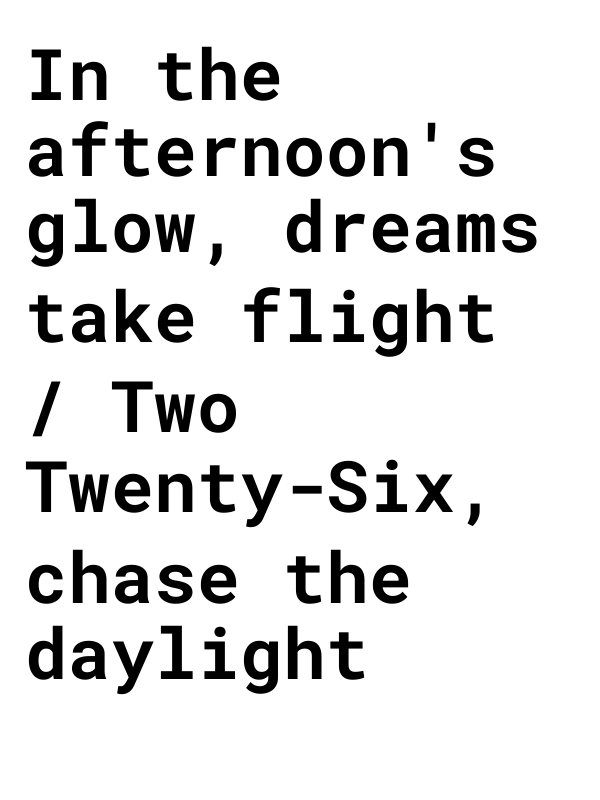 In the
afternoon's
glow, dreams
take flight
/ Two
Twenty-Six,
chase the
daylight